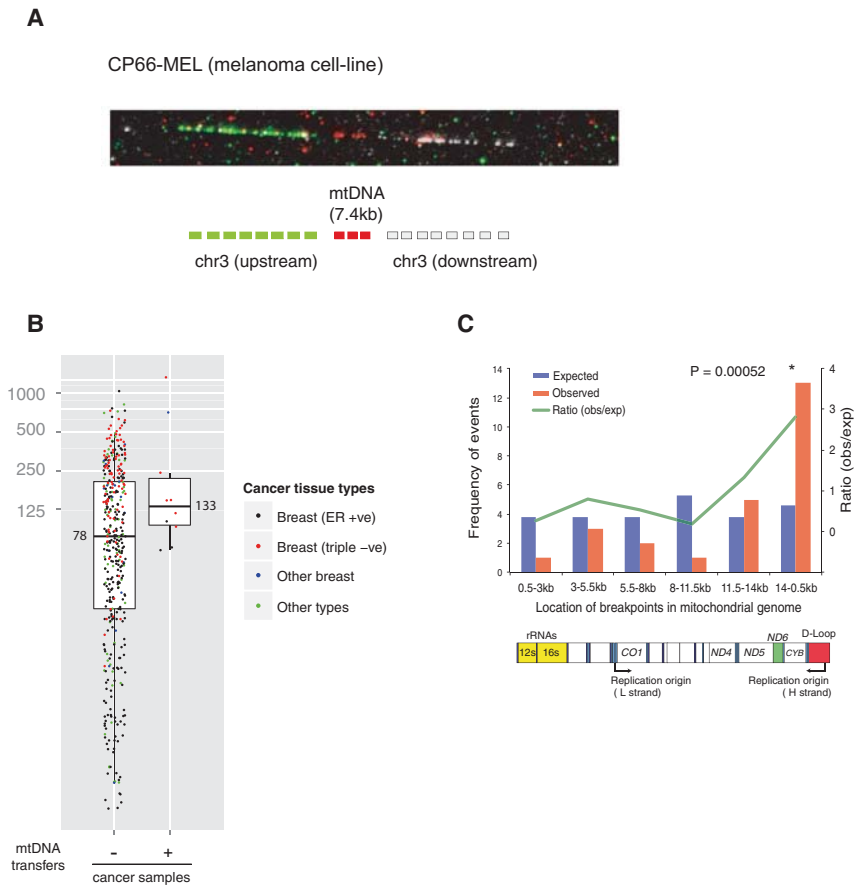 A
CP66-MEL (melanoma cell-line)
mtDNA
(7.4kb)
chr3 (upstream)
chr3 (downstream)
B
1000
500
250
125
78
133
Cancer tissue types
Breast (ER +ve)
Breast (triple −ve)
Other breast
Other types
mtDNA
transfers
-
+
cancer samples
C
P = 0.00052
*
Expected
Observed
Ratio (obs/exp)
Frequency of events
14
12
10
8
6
4
2
0
4
3
2
1
0
Ratio (obs/exp)
0.5-3kb 3-5.5kb 5.5-8kb 8-11.5kb 11.5-14kb 14-0.5kb
Location of breakpoints in mitochondrial genome
rRNAs
ND6
D-Loop
12s 16s CO1 ND4 ND5 CYB
Replication origin
( L strand)
Replication origin
( H strand)